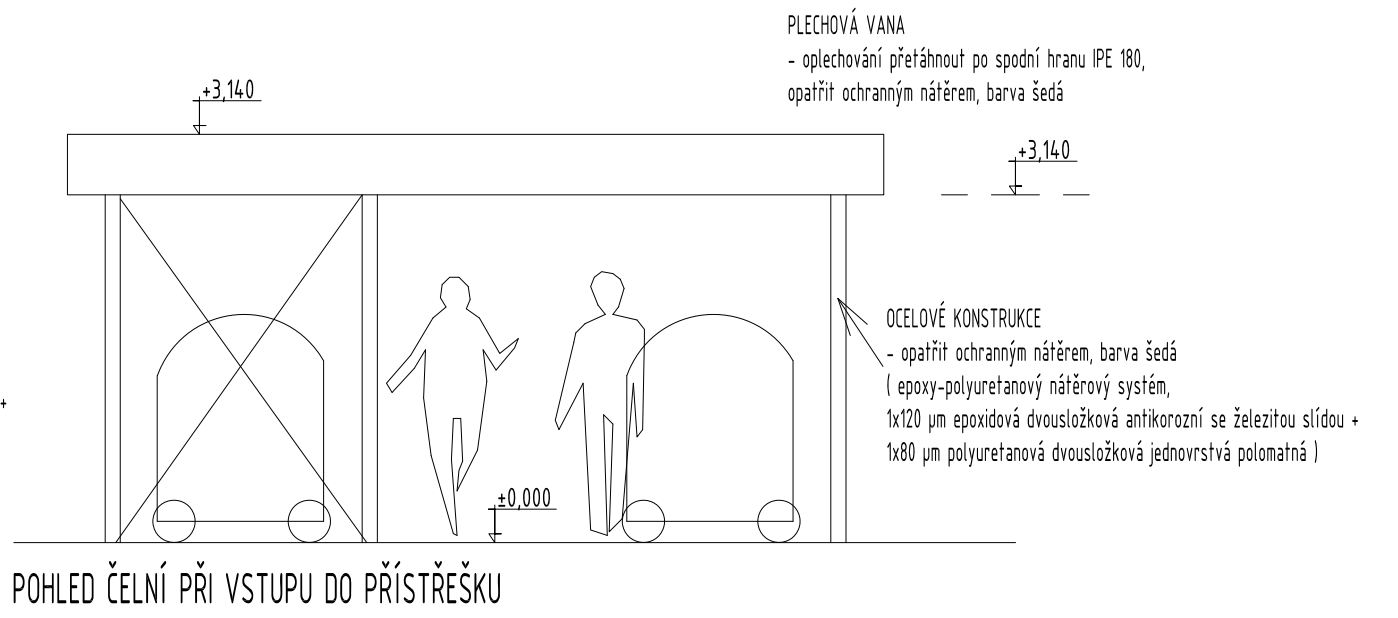 PLECHOVÁ VANA
- oplechování přetáhnout po spodní hranu IPE 180,
opatřit ochranným nátěrem, barva šedá
+3,140
+3,140
OCELOVÉ KONSTRUKCE
- opatřit ochranným nátěrem, barva šedá
( epoxy-polyuretanový nátěrový systém,
1x120 µm epoxidová dvousložková antikorozní se železitou slídou +
1x80 µm polyuretanová dvousložková jednovrstvá polomatná )
+
±0,000
POHLED ČELNÍ PŘI VSTUPU DO PŘÍSTŘEŠKU